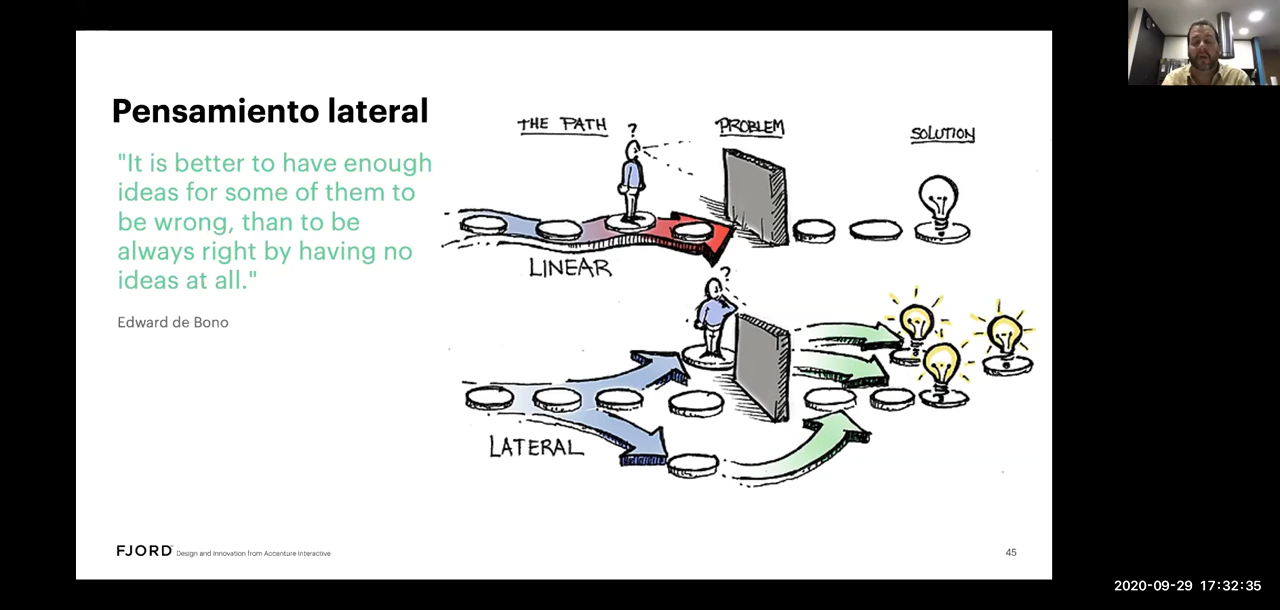 Pensamiento lateral
"It is better to have enough
ideas for some of them to
be wrong, than to be
always right by having no
ideas at all."
Edward de Bono
THE PATH
PROBLEM
SOLUTION
?
LINEAR
?
LATERAL
FJORD Design and Innovation from Accenture Interactive
45
2020-09-29 17:32:35